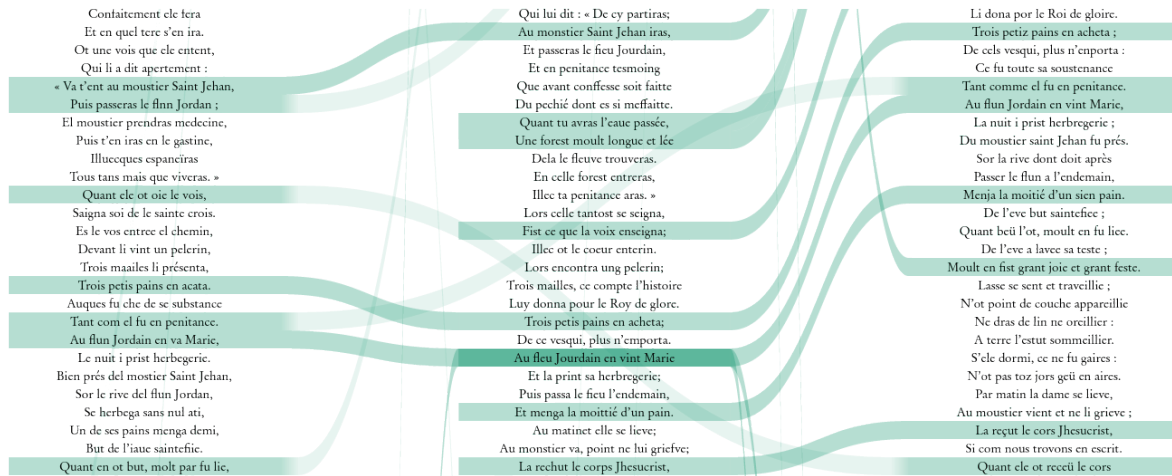 Confaitement ele fera
Et en quel tere s'en ira.
Ot une vois que ele entent,
Qui li a dit apertement :
« Va t'ent au moustier Saint Jehan,
Puis passeras le flnn Jordan ;
El moustier prendras medecine,
Puis t'en iras en le gastine,
Illuecques espaneïras
Tous tans mais que viveras. »
Quant ele ot oie le vois,
Saigna soi de le sainte crois.
Es le vos entree el chemin,
Devant li vint un pelerin,
Trois maailes li présenta,
Trois petis pains en acata.
Auques fu che de se substance
Tant com el fu en penitance.
Au flun Jordain en va Marie,
Le nuit i prist herbegerie.
Bien prés del mostier Saint Jehan,
Sor le rive del flun Jordan,
Se herbega sans nul ati,
Un de ses pains menga demi,
But de l'iaue saintefiie.
Quant en ot but, molt par fu lie,
Qui lui dit : « De cy partiras;
Au monstier Saint Jehan iras,
Et passeras le fieu Jourdain,
Et en penitance tesmoing
Que avant conffesse soit faitte
Du pechié dont es si meffaitte.
Quant tu avras l'eaue passée,
Une forest moult longue et lée
Dela le fleuve trouveras.
En celle forest entreras,
Illec ta penitance aras. »
Lors celle tantost se seigna,
Fist ce que la voix enseigna;
Illec ot le coeur enterin.
Lors encontra ung pelerin;
Trois mailles, ce compte l'histoire
Luy donna pour le Roy de glore.
Trois petis pains en acheta;
De ce vesqui, plus n'emporta.
Au fleu Jourdain en vint Marie
Et la print sa herbregerie;
Puis passa le fieu l'endemain,
Et menga la moittié d'un pain.
Au matinet elle se lieve;
Au monstier va, point ne lui griefve;
La rechut le corps Jhesucrist,
Li dona por le Roi de gloire.
Trois petiz pains en acheta ;
De cels vesqui, plus n'enporta :
Ce fu toute sa soustenance
Tant comme el fu en penitance.
Au flun Jordain en vint Marie,
La nuit i prist herbregerie ;
Du moustier saint Jehan fu prés.
Sor la rive dont doit après
Passer le flun a l'endemain,
Menja la moitié d'un sien pain.
De l'eve but saintefice ;
Quant beü l'ot, moult en fu liee.
De l'eve a lavee sa teste ;
Moult en fist grant joie et grant feste.
Lasse se sent et traveillie ;
N'ot point de couche appareillie
Ne dras de lin ne oreillier :
A terre l'estut sommeillier.
S'ele dormi, ce ne fu gaires :
N'ot pas toz jors geü en aires.
Par matin la dame se lieve,
Au moustier vient et ne li grieve ;
La reçut le cors Jhesucrist,
Si com nous trovons en escrit.
Quant ele ot receü le cors